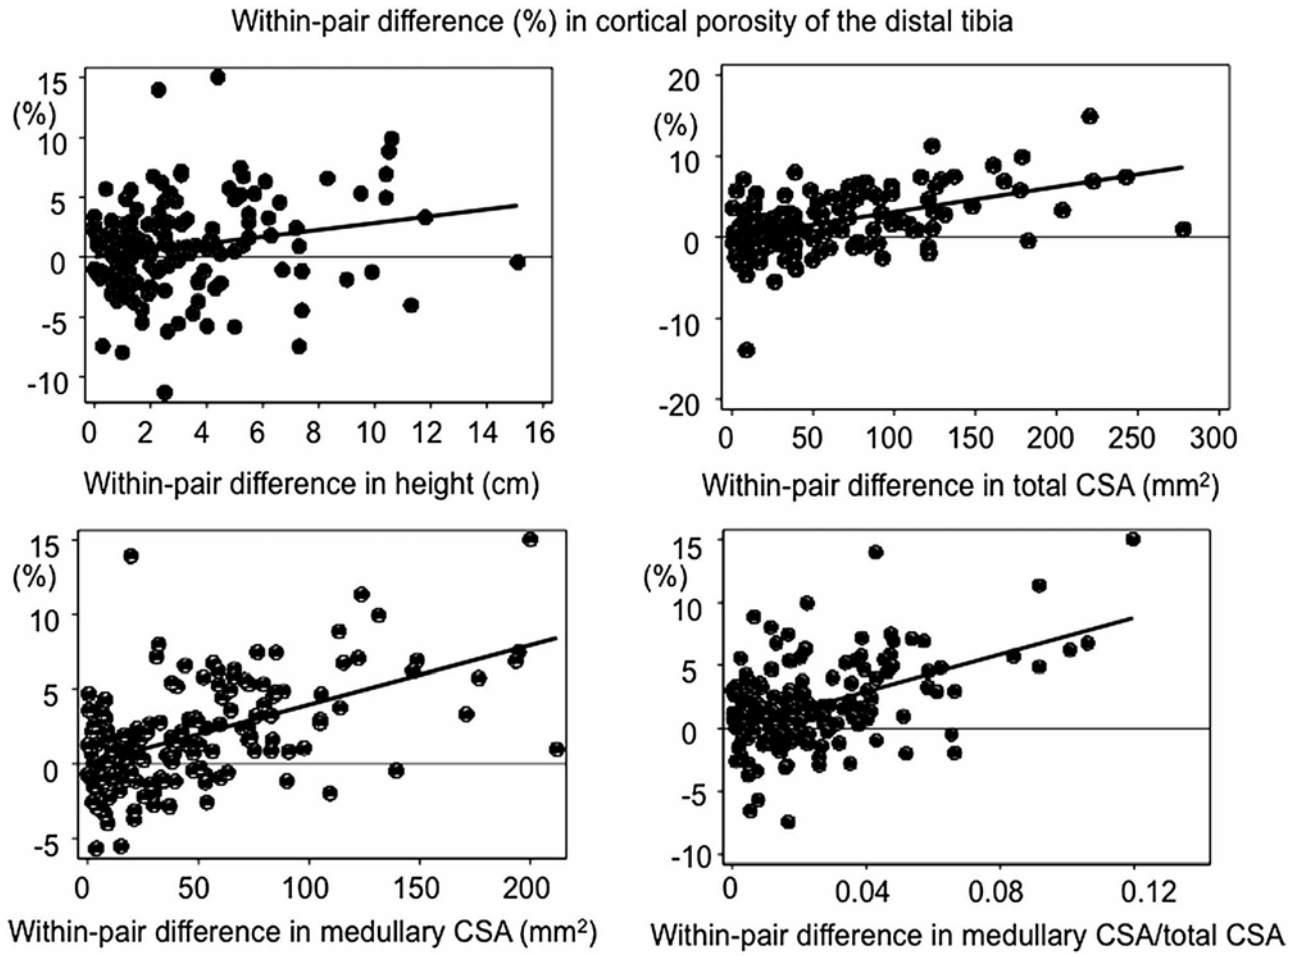 Within-pair difference (%) in cortical porosity of the distal tibia
15
(%)
10
5
0
-5
-10
0 2 4 6 8 10 12 14 16
Within-pair difference in height (cm)
20
(%)
10
0
-10
-20
0 50 100 150 200 250 300
Within-pair difference in total CSA (mm²)
15
(%)
10
5
0
-5
0 50 100 150 200
Within-pair difference in medullary CSA (mm²)
15
(%)
10
5
0
-5
-10
0 0.04 0.08 0.12
Within-pair difference in medullary CSA/total CSA